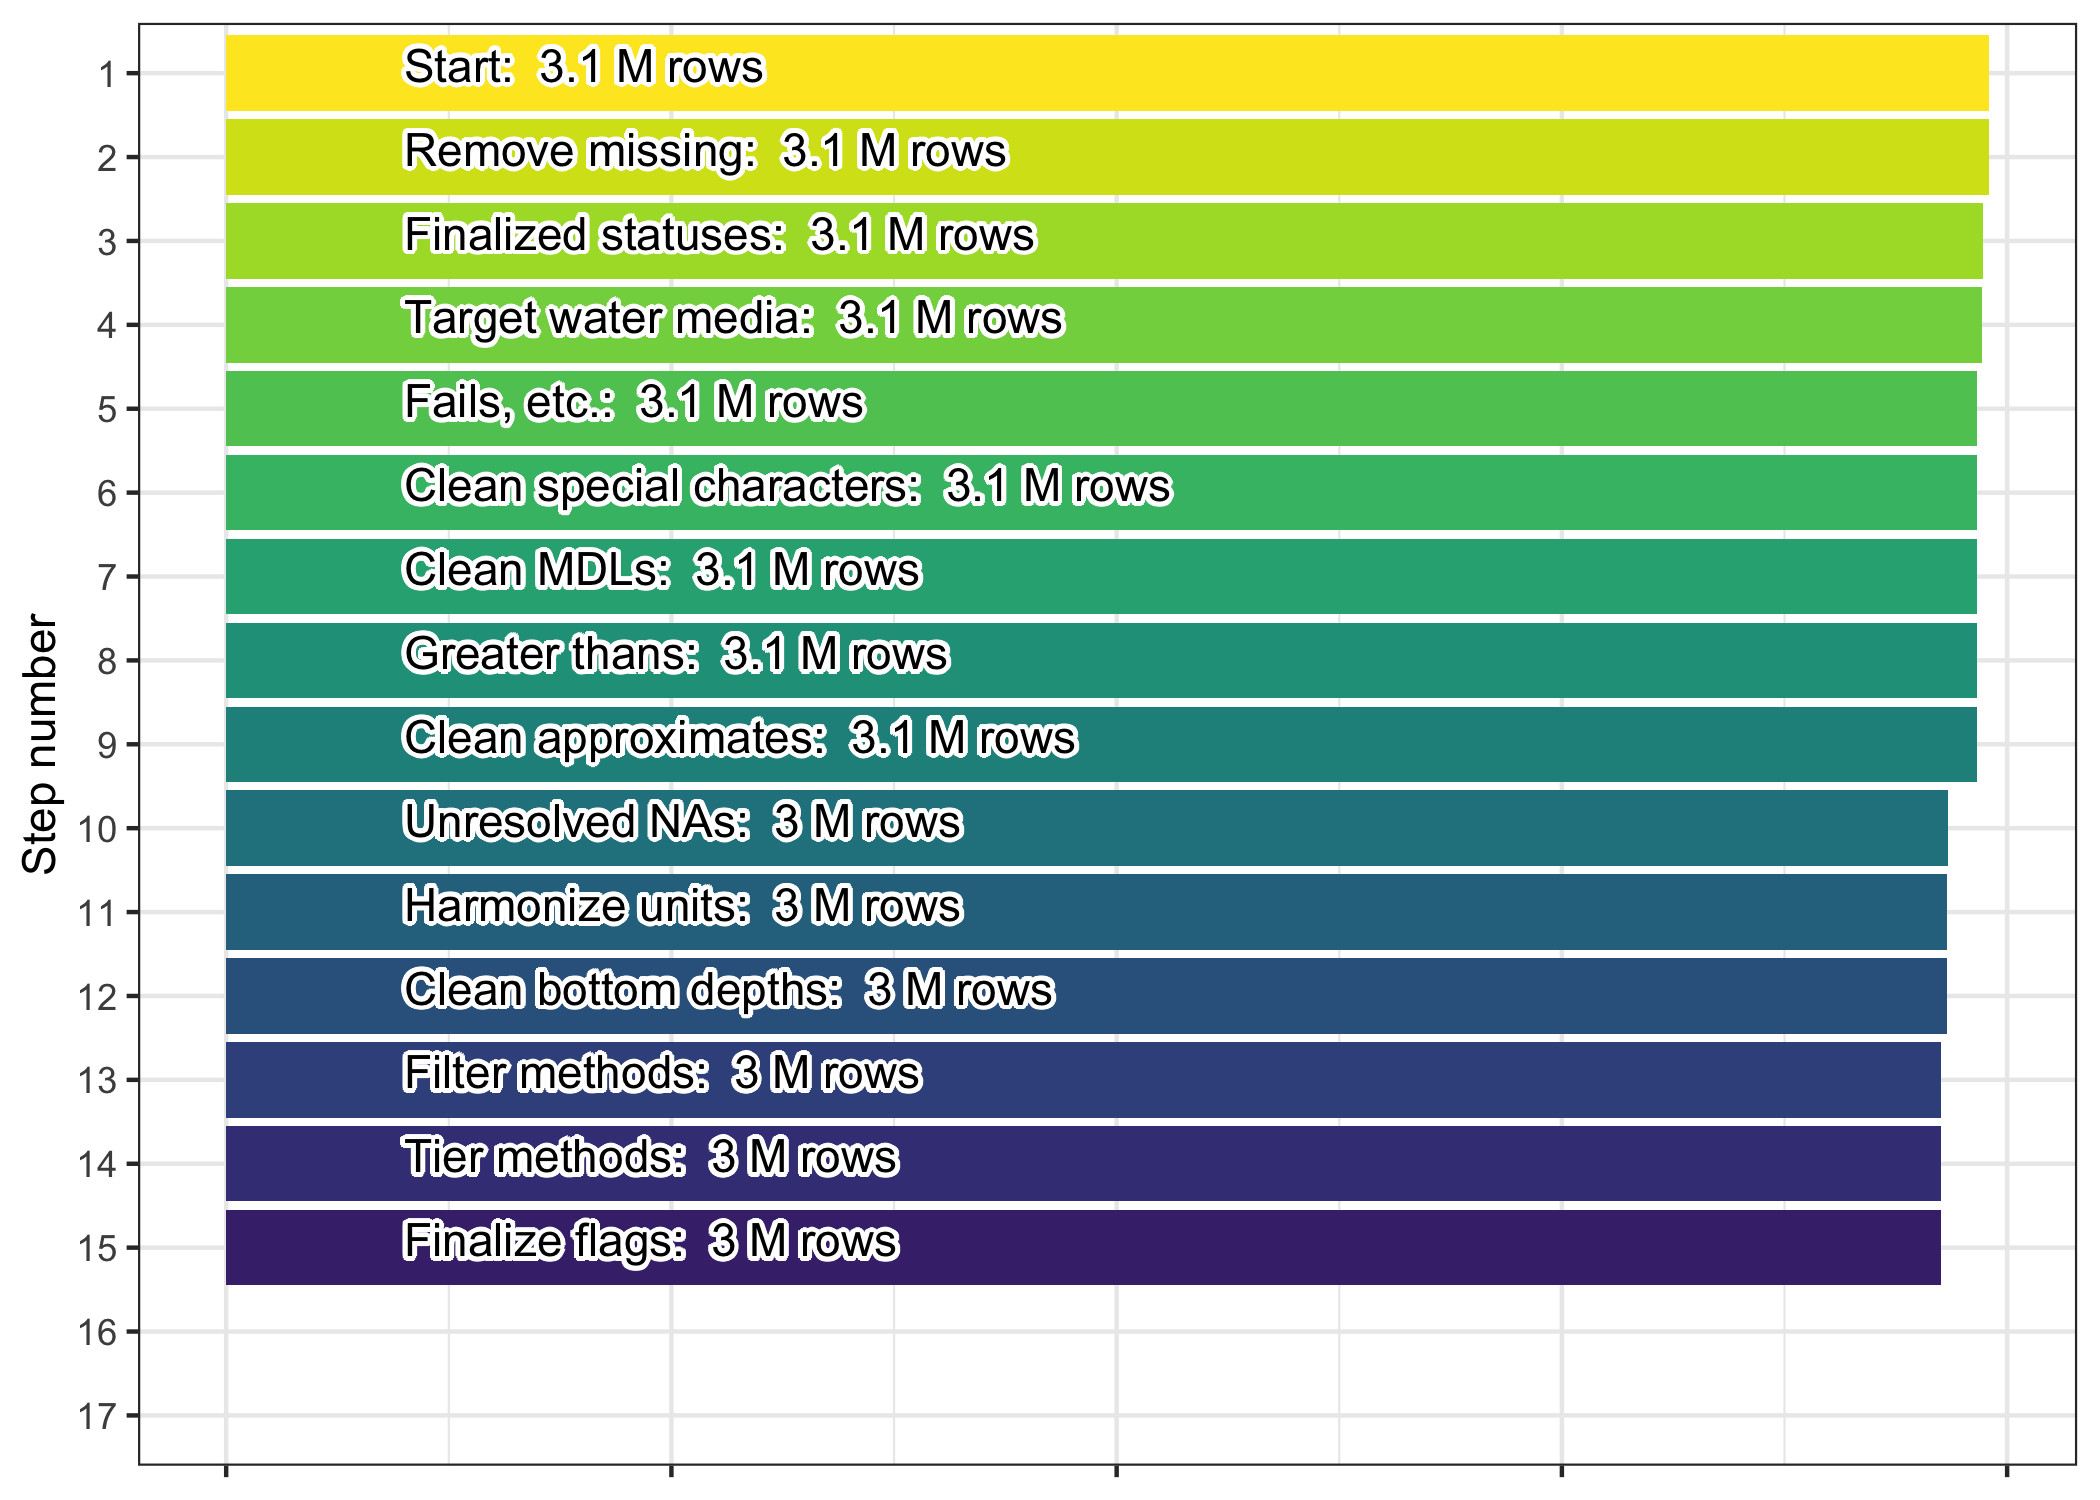 Step number
1 Start: 3.1 M rows
2 Remove missing: 3.1 M rows
3 Finalized statuses: 3.1 M rows
4 Target water media: 3.1 M rows
5 Fails, etc.: 3.1 M rows
6 Clean special characters: 3.1 M rows
7 Clean MDLs: 3.1 M rows
8 Greater thans: 3.1 M rows
9 Clean approximates: 3.1 M rows
10 Unresolved NAs: 3 M rows
11 Harmonize units: 3 M rows
12 Clean bottom depths: 3 M rows
13 Filter methods: 3 M rows
14 Tier methods: 3 M rows
15 Finalize flags: 3 M rows
16
17